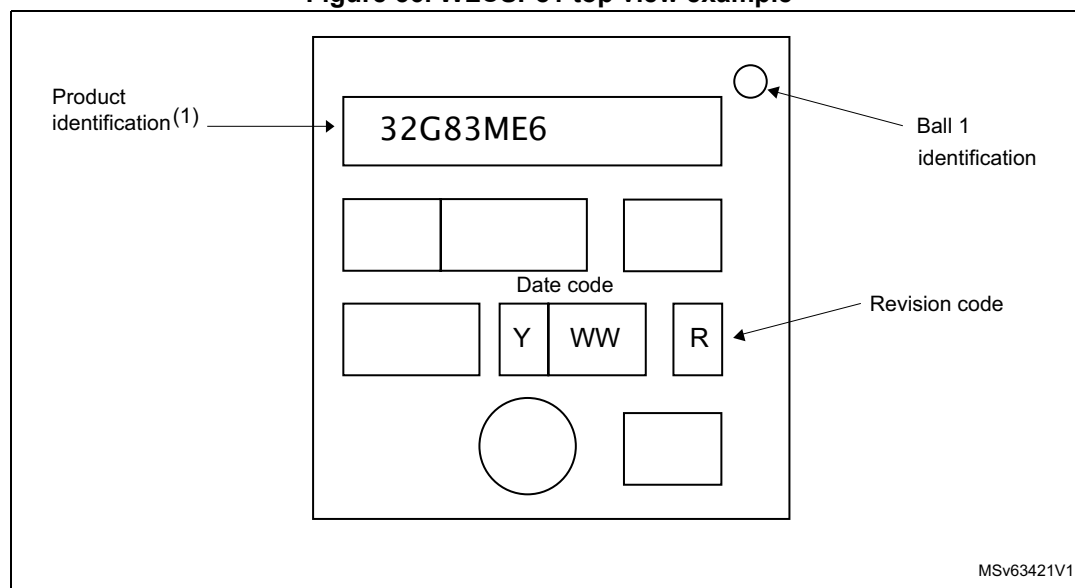 Product
identification(1)
32G83ME6
Ball 1
identification
Date code
Y WW R
Revision code
MSv63421V1